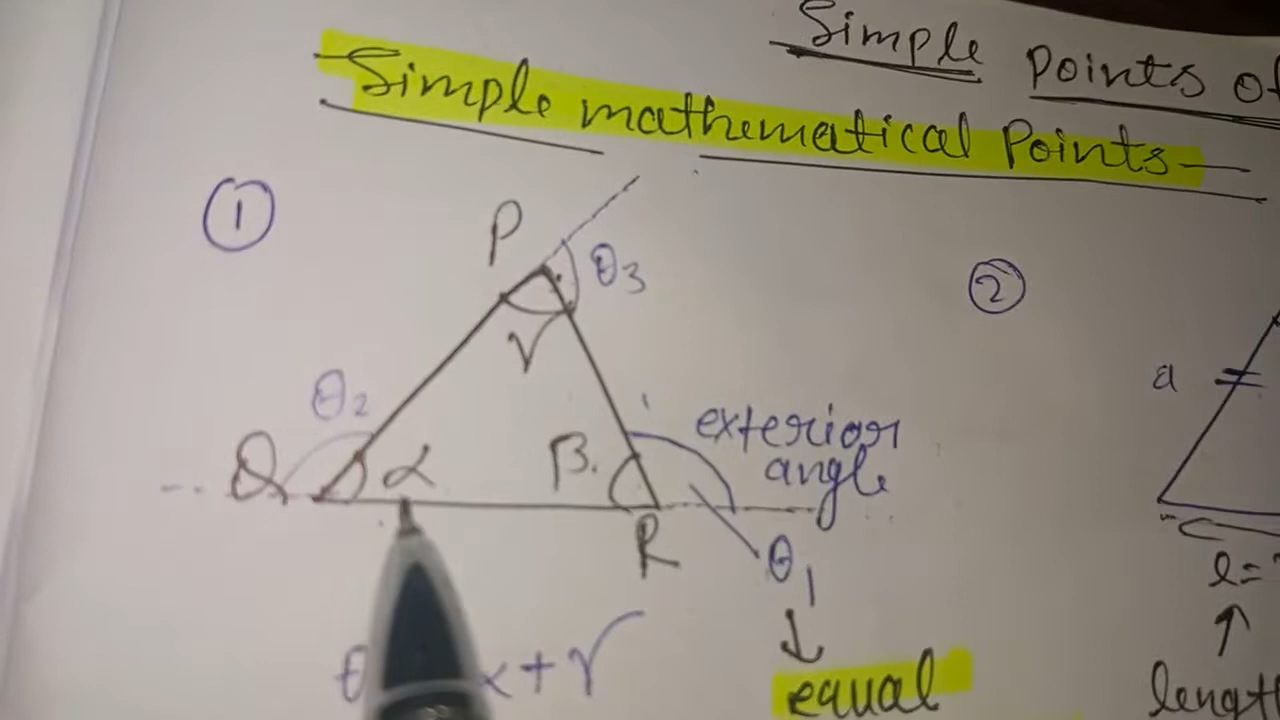 Simple Points of
Simple mathematical Points
①
P
θ3
γ
②
θ2
a
exterior
angle
Q
α
β
R
θ1
l=
θ
α+γ
equal
length